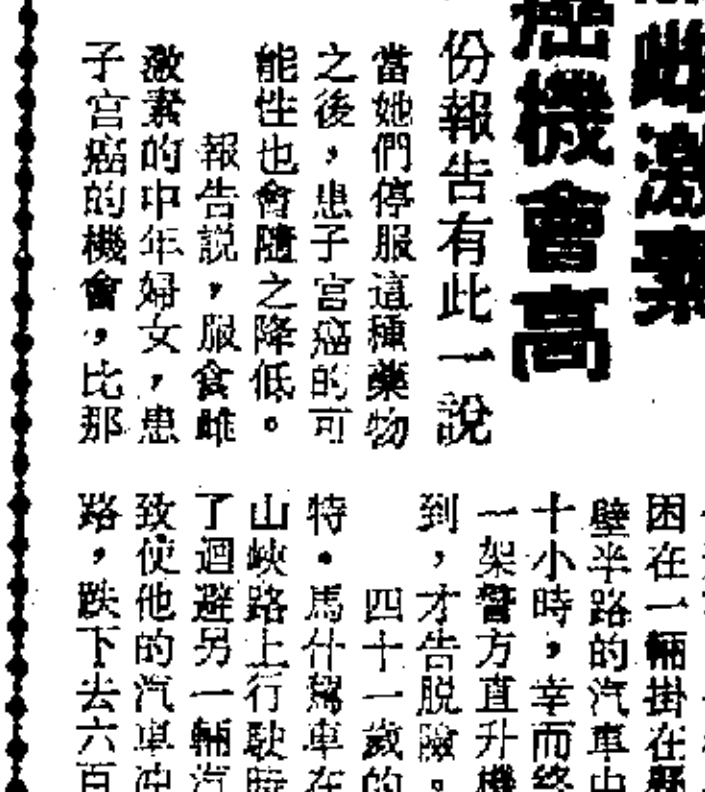 雌激素
癌機會高
份報告有此一說
當她們停服這種藥物
之後，患子宮癌的可
能性也會隨之降低。
報告説，服食雌
激素的中年婦女，患
子宮癌的機會，比那
困在一輛掛在懸
壁半路的汽車中
十小時，幸而終
一架警方直升機
到，才告脱險。
四十一歲的
特・馬什駕車在
山峽路上行駛時
了迴避另一輛汽
致使他的汽車沖
路，跌下去六百